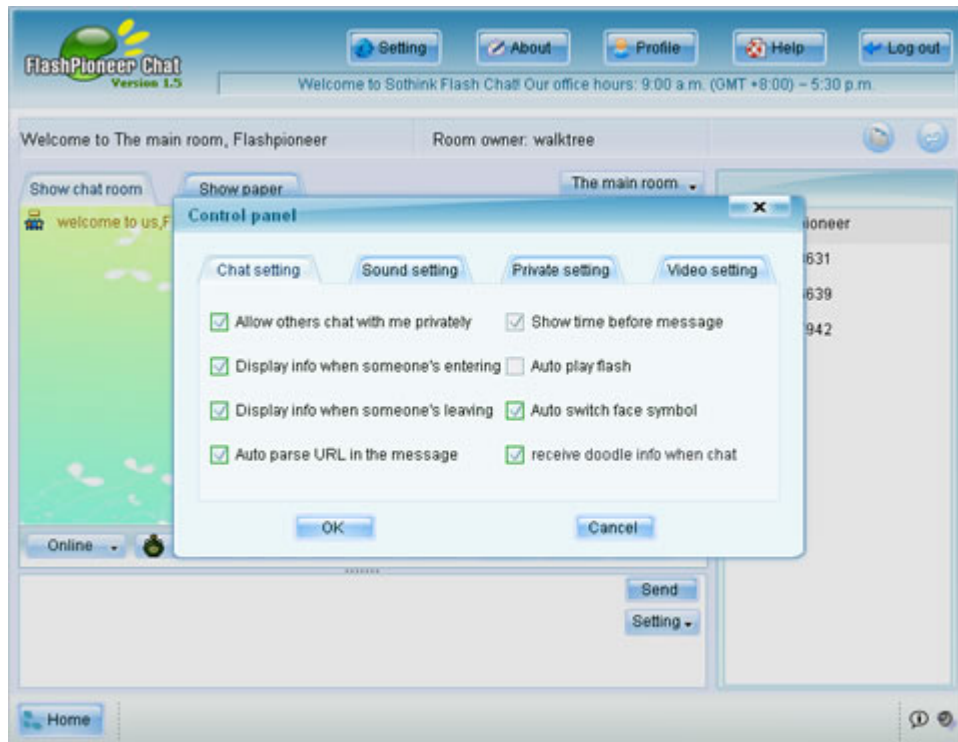 FlashPioneer Chat
Version 1.5
Setting About Profile Help Log out
Welcome to Sothink Flash Chat! Our office hours: 9:00 a.m. (GMT +8:00) – 5:30 p.m.
Welcome to The main room, Flashpioneer Room owner: walktree
Show chat room Show paper The main room
welcome to us,F
Control panel X
Chat setting Sound setting Private setting Video setting
Allow others chat with me privately Show time before message
Display info when someone's entering Auto play flash
Display info when someone's leaving Auto switch face symbol
Auto parse URL in the message receive doodle info when chat
OK Cancel
ioneer
631
639
942
Online
Send
Setting
Home